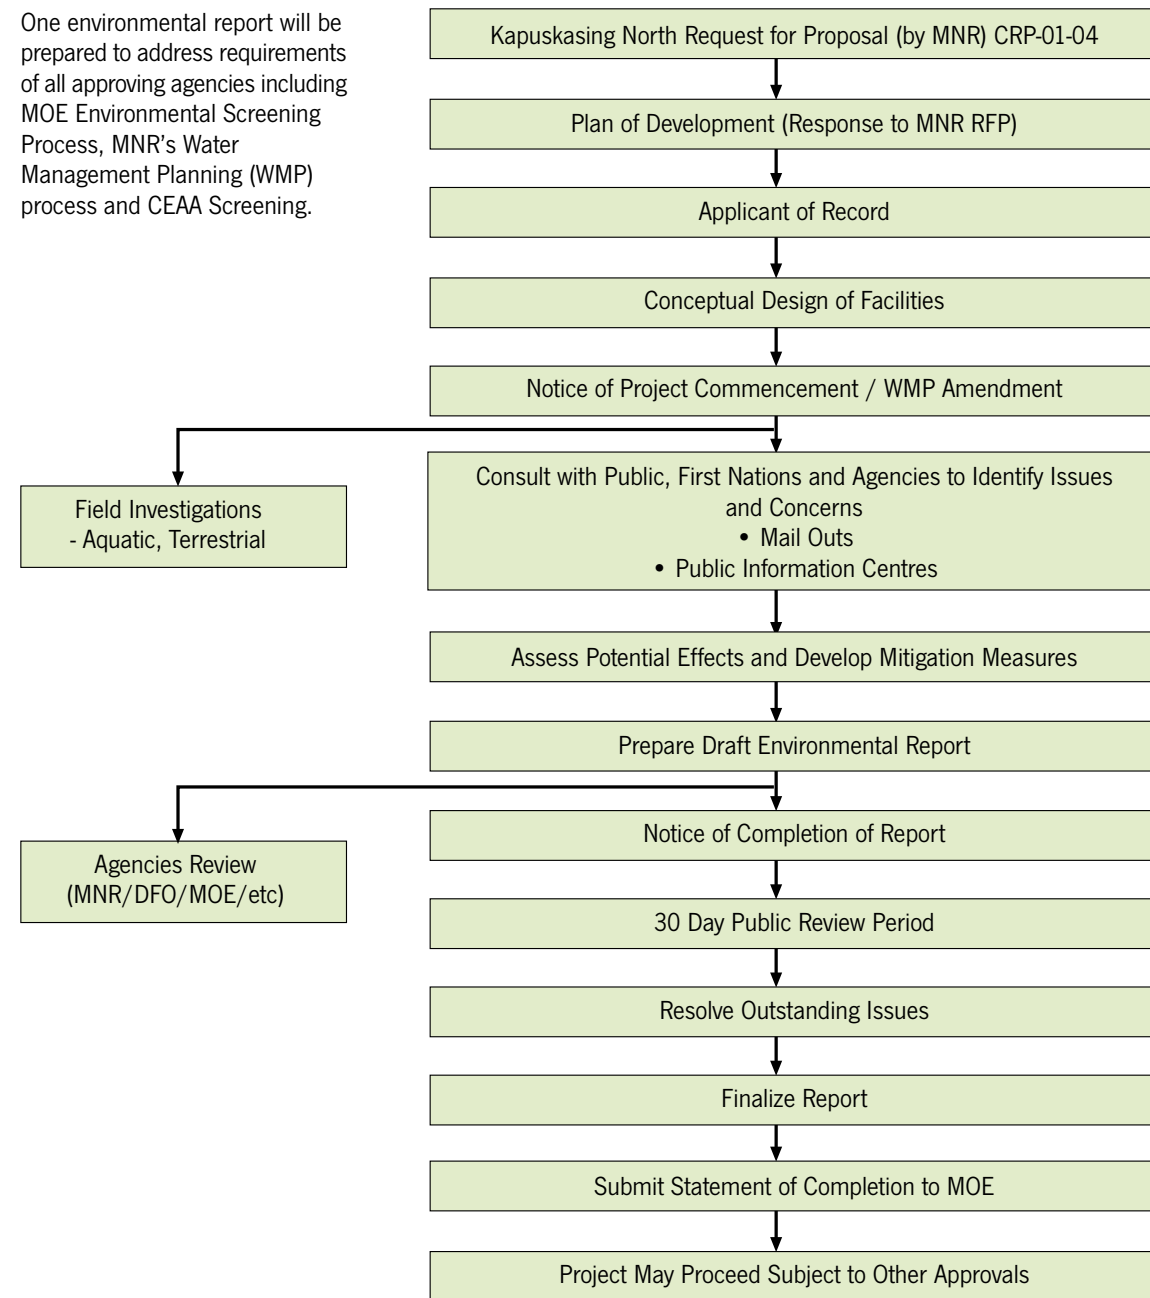 One environmental report will be
prepared to address requirements
of all approving agencies including
MOE Environmental Screening
Process, MNR's Water
Management Planning (WMP)
process and CEAA Screening.
Kapuskasing North Request for Proposal (by MNR) CRP-01-04
Plan of Development (Response to MNR RFP)
Applicant of Record
Conceptual Design of Facilities
Notice of Project Commencement / WMP Amendment
Field Investigations
- Aquatic, Terrestrial
Consult with Public, First Nations and Agencies to Identify Issues
and Concerns
• Mail Outs
• Public Information Centres
Assess Potential Effects and Develop Mitigation Measures
Prepare Draft Environmental Report
Agencies Review
(MNR/DFO/MOE/etc)
Notice of Completion of Report
30 Day Public Review Period
Resolve Outstanding Issues
Finalize Report
Submit Statement of Completion to MOE
Project May Proceed Subject to Other Approvals